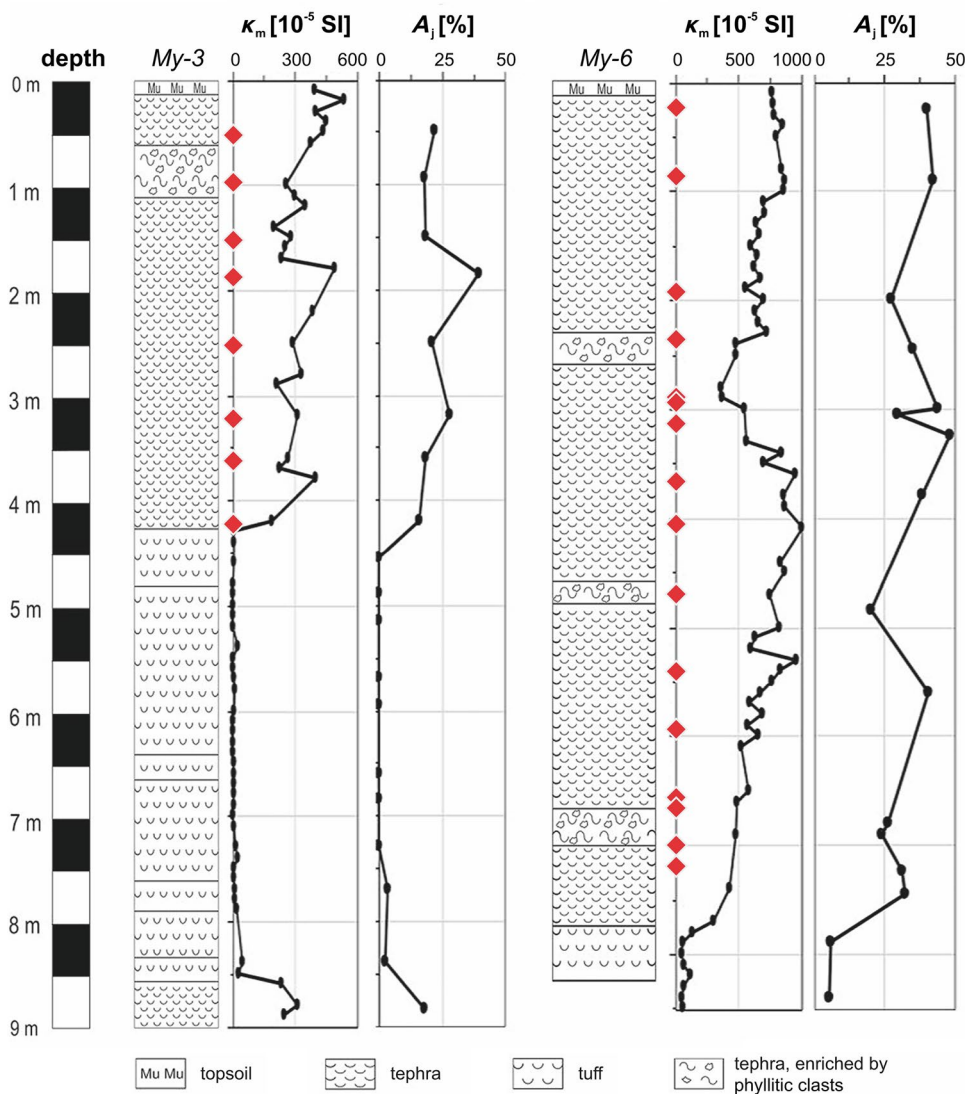 κm [10-5 SI] Aj [%] κm [10-5 SI] Aj [%]
depth My-3 0 300 600 0 25 50 My-6 0 500 1000 0 25 50
0 m Mu Mu Mu Mu Mu Mu
1 m
2 m
3 m
4 m
5 m
6 m
7 m
8 m
9 m
Mu Mu topsoil tephra tuff tephra, enriched by
phyllitic clasts